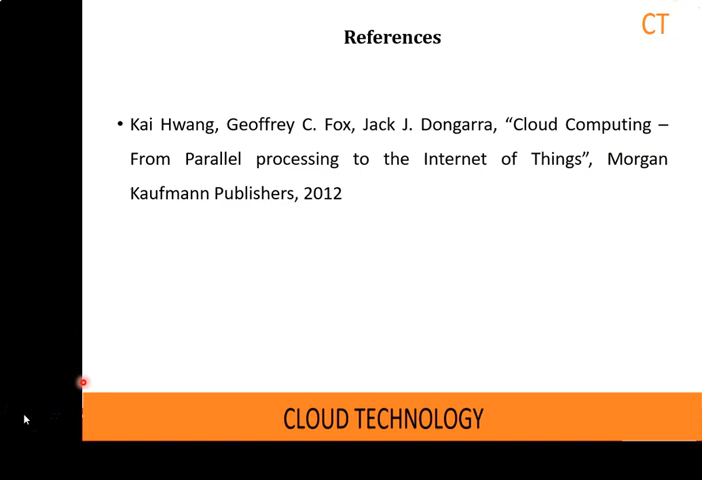 CT
References
• Kai Hwang, Geoffrey C. Fox, Jack J. Dongarra, “Cloud Computing –
From Parallel processing to the Internet of Things”, Morgan
Kaufmann Publishers, 2012
CLOUD TECHNOLOGY